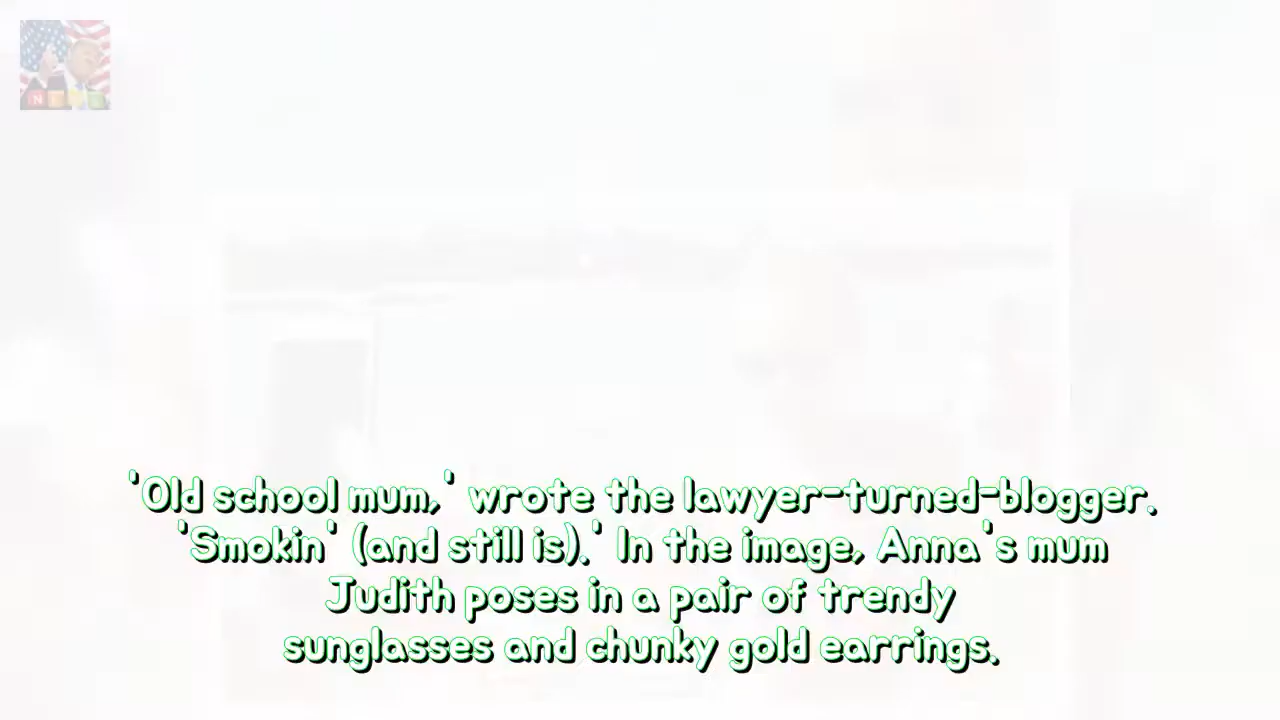 'Old school mum,' wrote the lawyer-turned-blogger.
'Smokin' (and still is).' In the image, Anna's mum
Judith poses in a pair of trendy
sunglasses and chunky gold earrings.